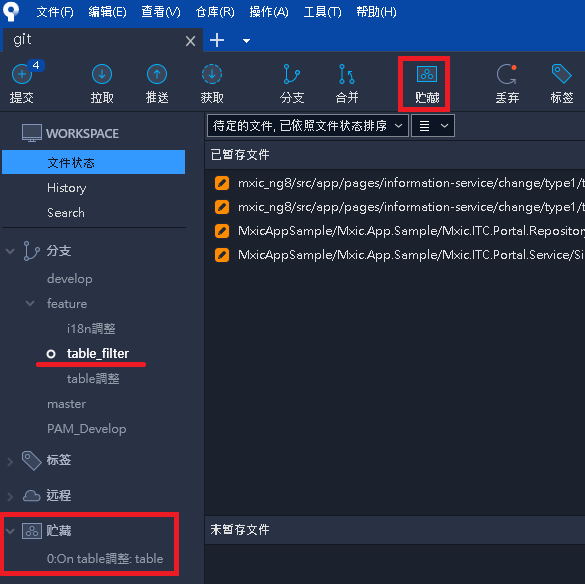 文件(F) 编辑(E) 查看(V) 仓库(R) 操作(A) 工具(T) 帮助(H)
git
4
提交 拉取 推送 获取 分支 合并 贮藏 丢弃 标签
WORKSPACE
文件状态
History
Search
分支
develop
feature
i18n調整
table_filter
table調整
master
PAM_Develop
标签
远程
贮藏
0:On table調整: table
待定的文件, 已依照文件状态排序
已暂存文件
mxic_ng8/src/app/pages/information-service/change/type1/t
mxic_ng8/src/app/pages/information-service/change/type1/t
MxicAppSample/Mxic.App.Sample/Mxic.ITC.Portal.Repository
MxicAppSample/Mxic.App.Sample/Mxic.ITC.Portal.Service/Si
未暂存文件